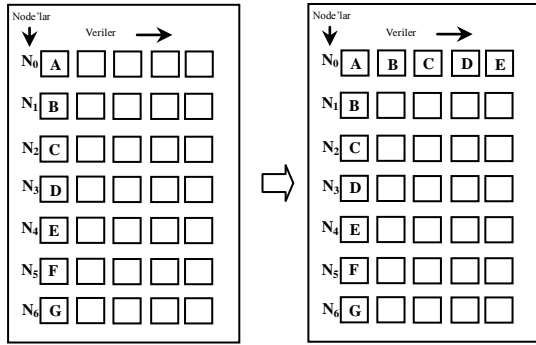 Node'lar
Veriler
N0 A
N1 B
N2 C
N3 D
N4 E
N5 F
N6 G
Node'lar
Veriler
N0 A B C D E
N1 B
N2 C
N3 D
N4 E
N5 F
N6 G